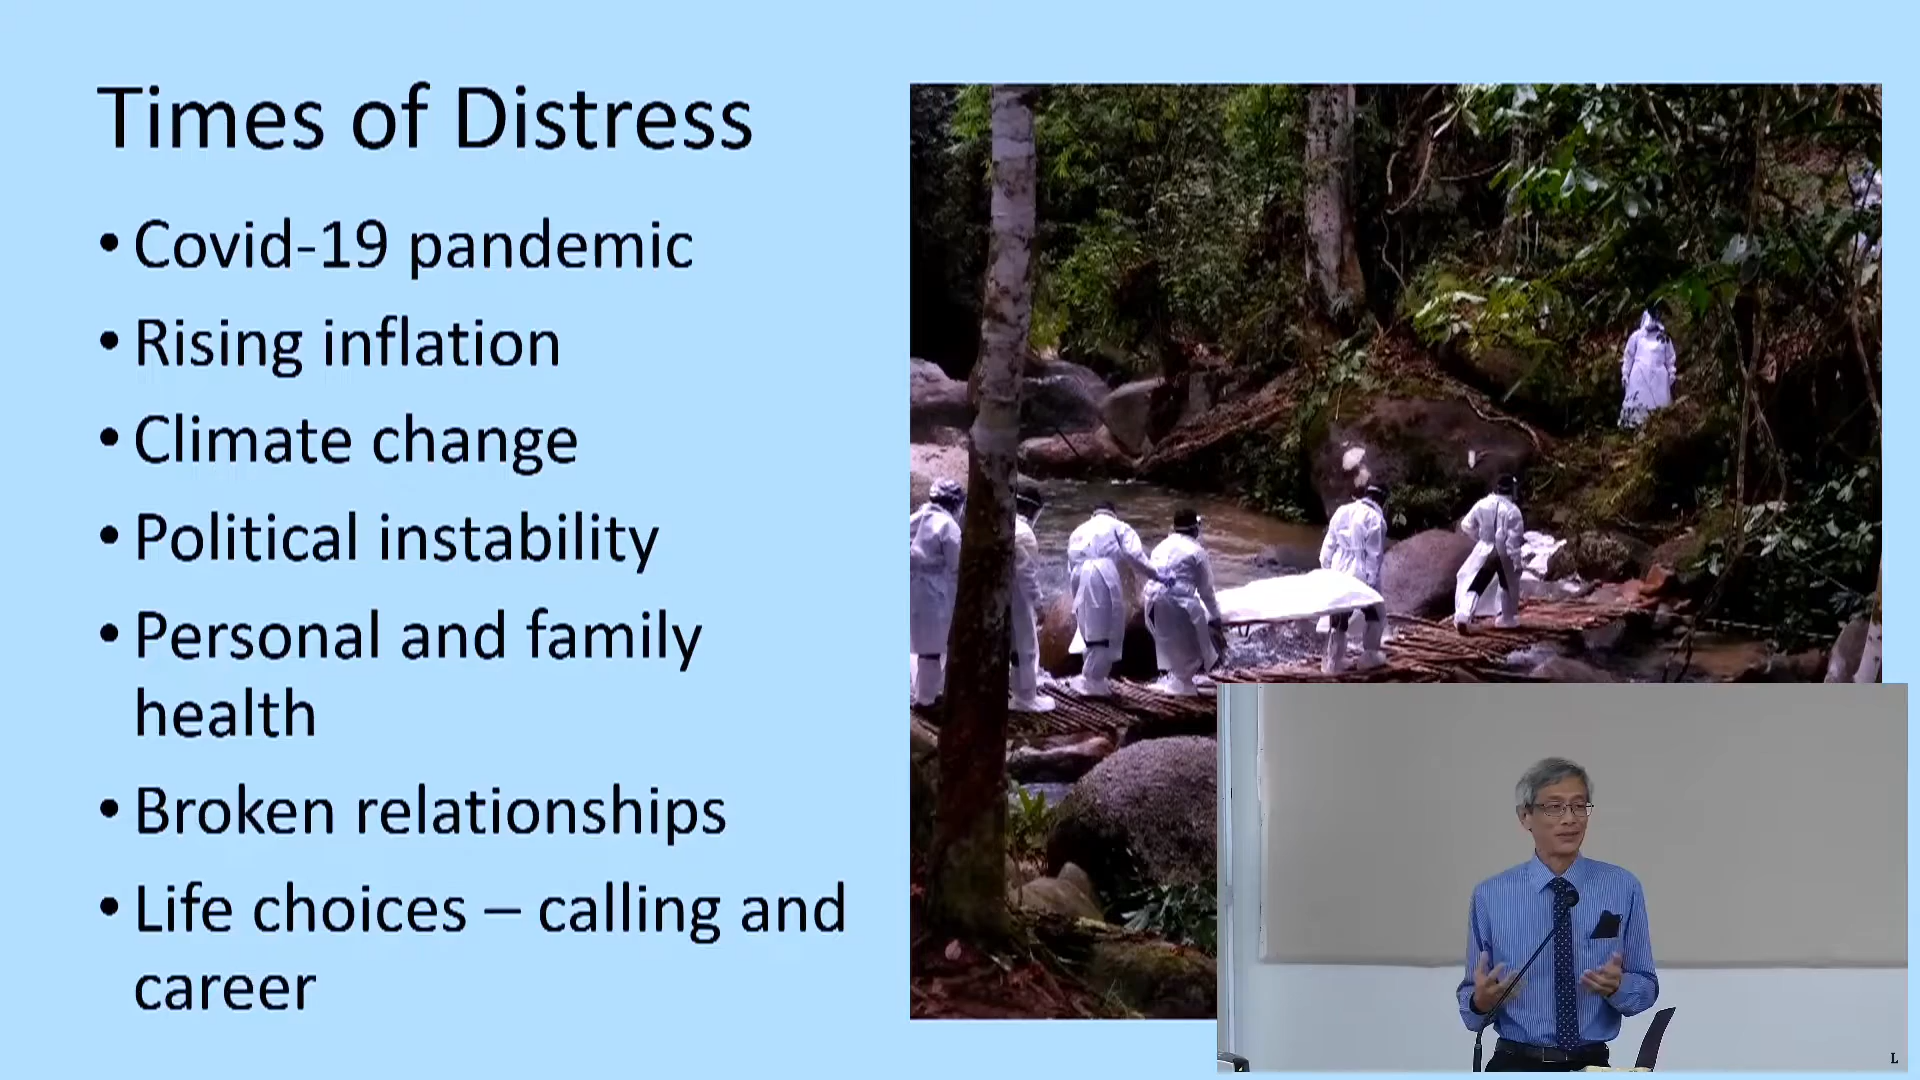 Times of Distress
• Covid-19 pandemic
• Rising inflation
• Climate change
• Political instability
• Personal and family
health
• Broken relationships
• Life choices – calling and
career
L